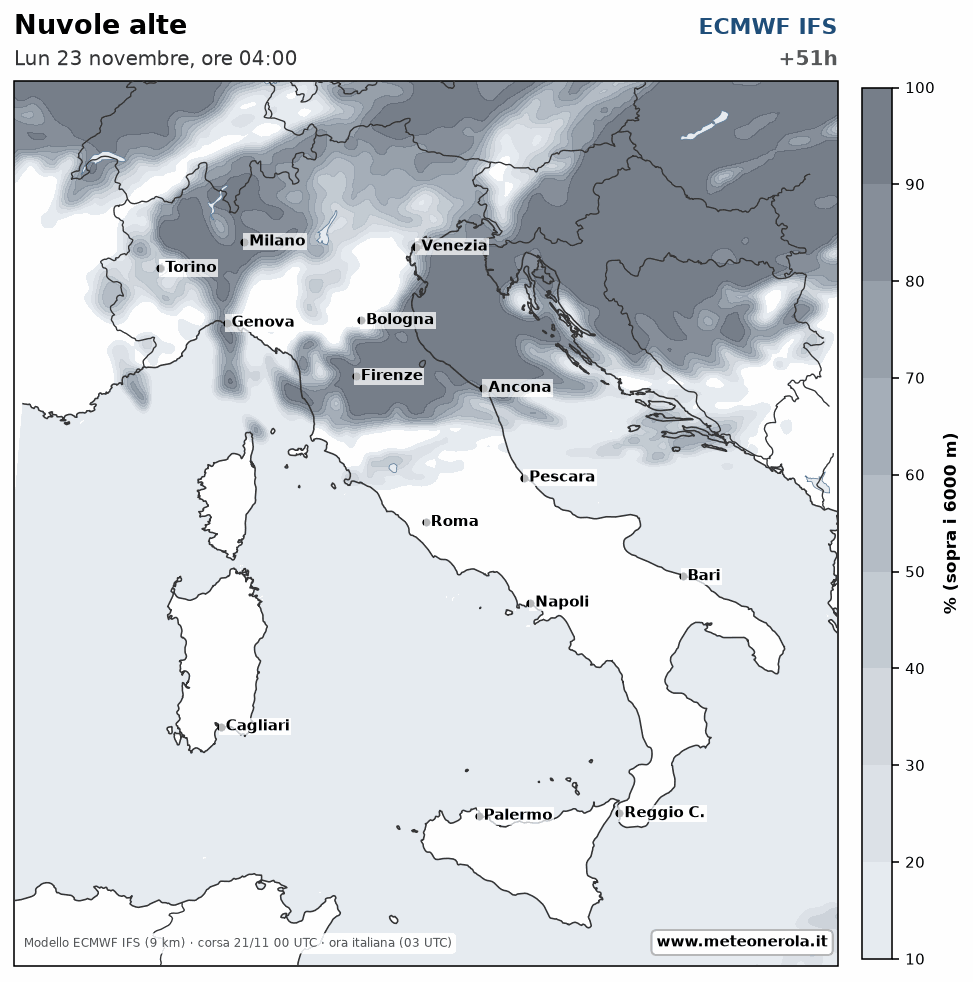 Nuvole alte
ECMWF IFS
Lun 23 novembre, ore 04:00
+51h
Milano
Venezia
Torino
Genova
Bologna
Firenze
Ancona
Pescara
Roma
Bari
Napoli
Cagliari
Palermo
Reggio C.
100
90
80
70
60
50
40
30
20
10
% (sopra i 6000 m)
Modello ECMWF IFS (9 km) · corsa 21/11 00 UTC · ora italiana (03 UTC)
www.meteonerola.it